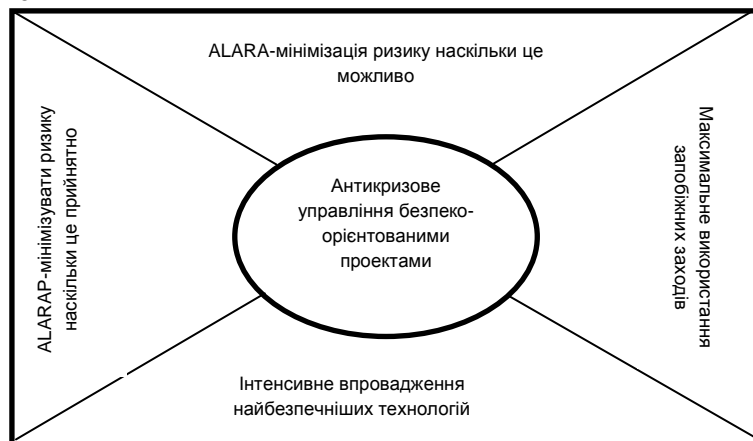 ALARA-мінімізація ризику наскільки це
можливо
ALARAP-мінімізувати ризику
наскільки це прийнятно
Антикризове
управління безпеко-
орієнтованими
проектами
Максимальне використання
запобіжних заходів
Інтенсивне впровадження
найбезпечніших технологій